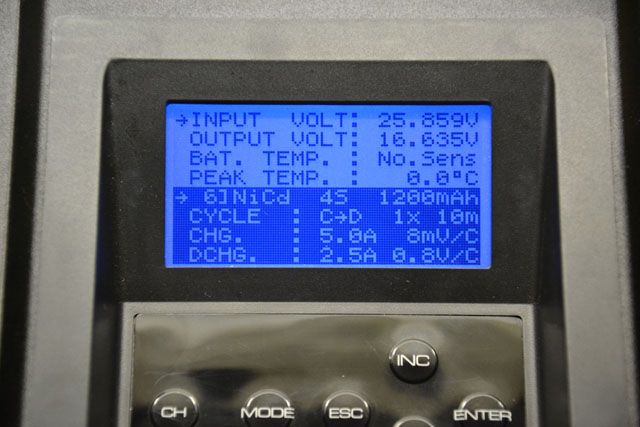 →INPUT VOLT: 25.859V
OUTPUT VOLT: 16.635V
BAT. TEMP. : No.Sens
PEAK TEMP. : 0.0°C
→ 6]NiCd 4S 1200mAh
CYCLE : C→D 1x 10m
CHG. : 5.0A 8mV/C
DCHG. : 2.5A 0.8V/C
INC
CH MODE ESC ENTER